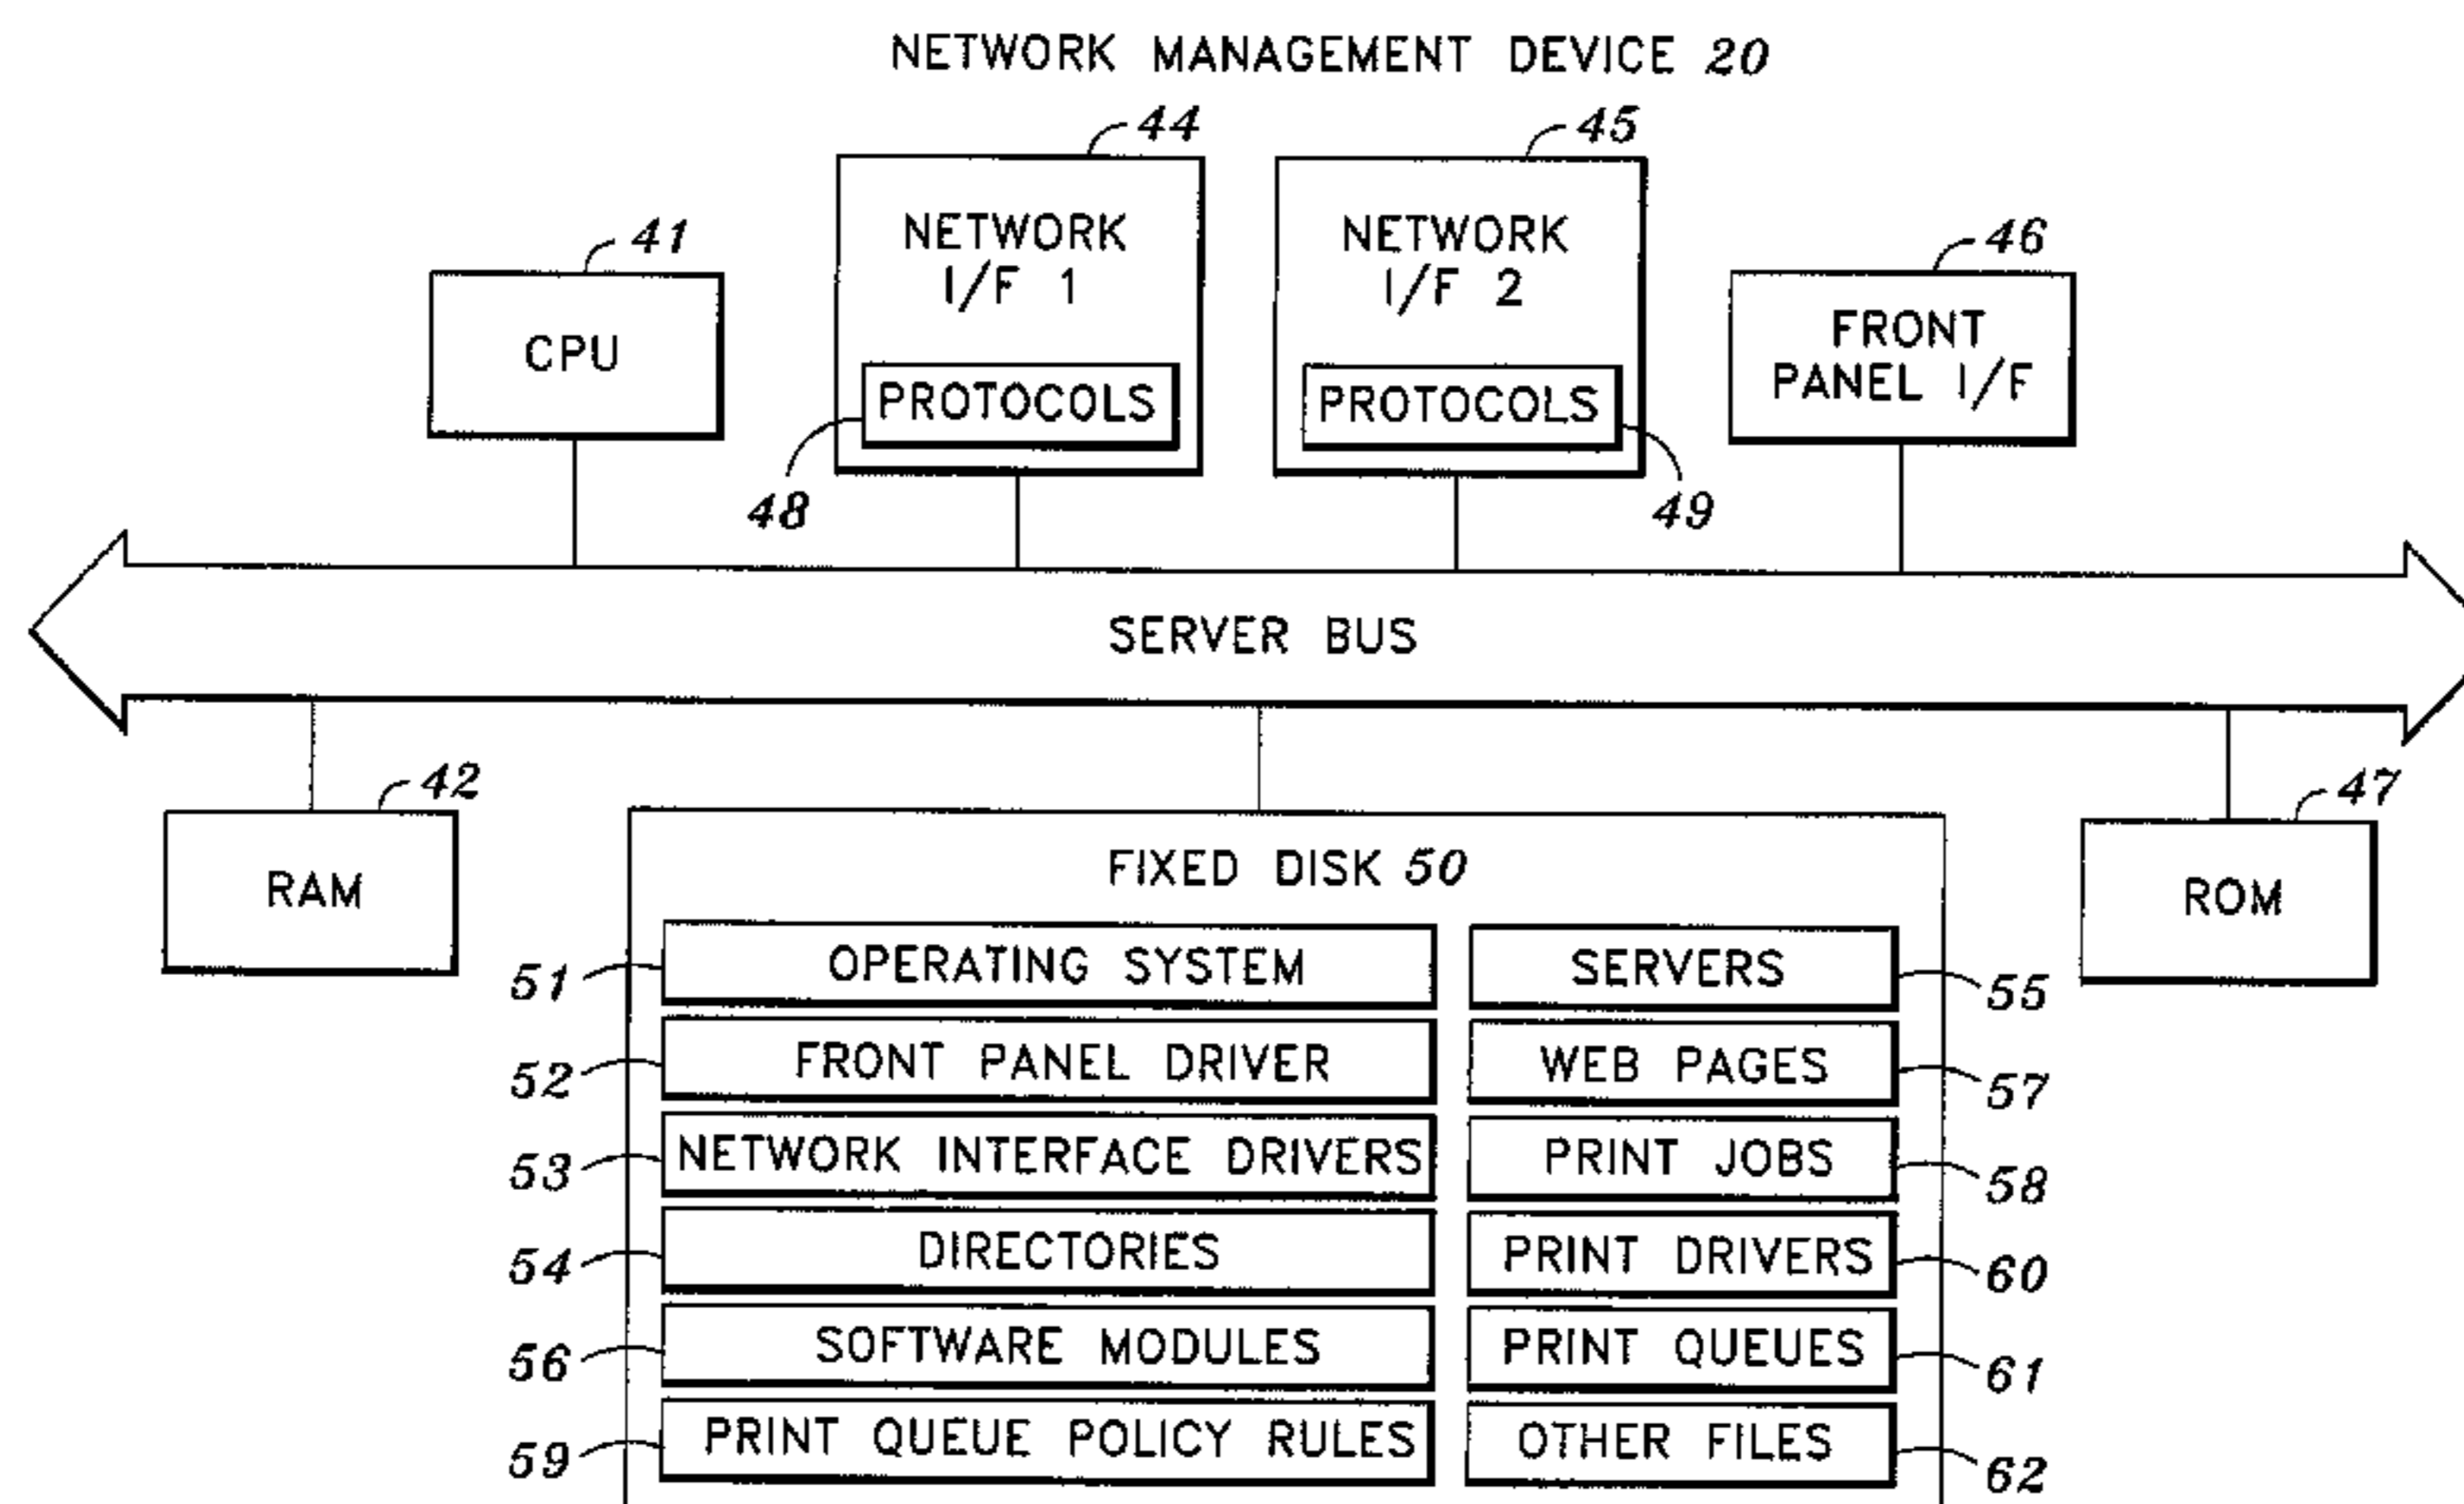 NETWORK MANAGEMENT DEVICE 20
44
45
41
46
NETWORK
I/F 1
NETWORK
I/F 2
CPU
FRONT
PANEL I/F
PROTOCOLS
PROTOCOLS
48
49
SERVER BUS
42
47
RAM
FIXED DISK 50
ROM
51
OPERATING SYSTEM
SERVERS
55
52
FRONT PANEL DRIVER
WEB PAGES
57
53
NETWORK INTERFACE DRIVERS
PRINT JOBS
58
54
DIRECTORIES
PRINT DRIVERS
60
56
SOFTWARE MODULES
PRINT QUEUES
61
59
PRINT QUEUE POLICY RULES
OTHER FILES
62